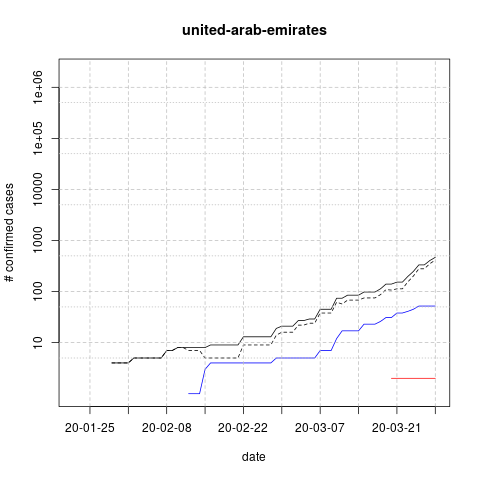 united-arab-emirates
# confirmed cases
1e+06
1e+05
10000
1000
100
10
20-01-25
20-02-08
20-02-22
20-03-07
20-03-21
date